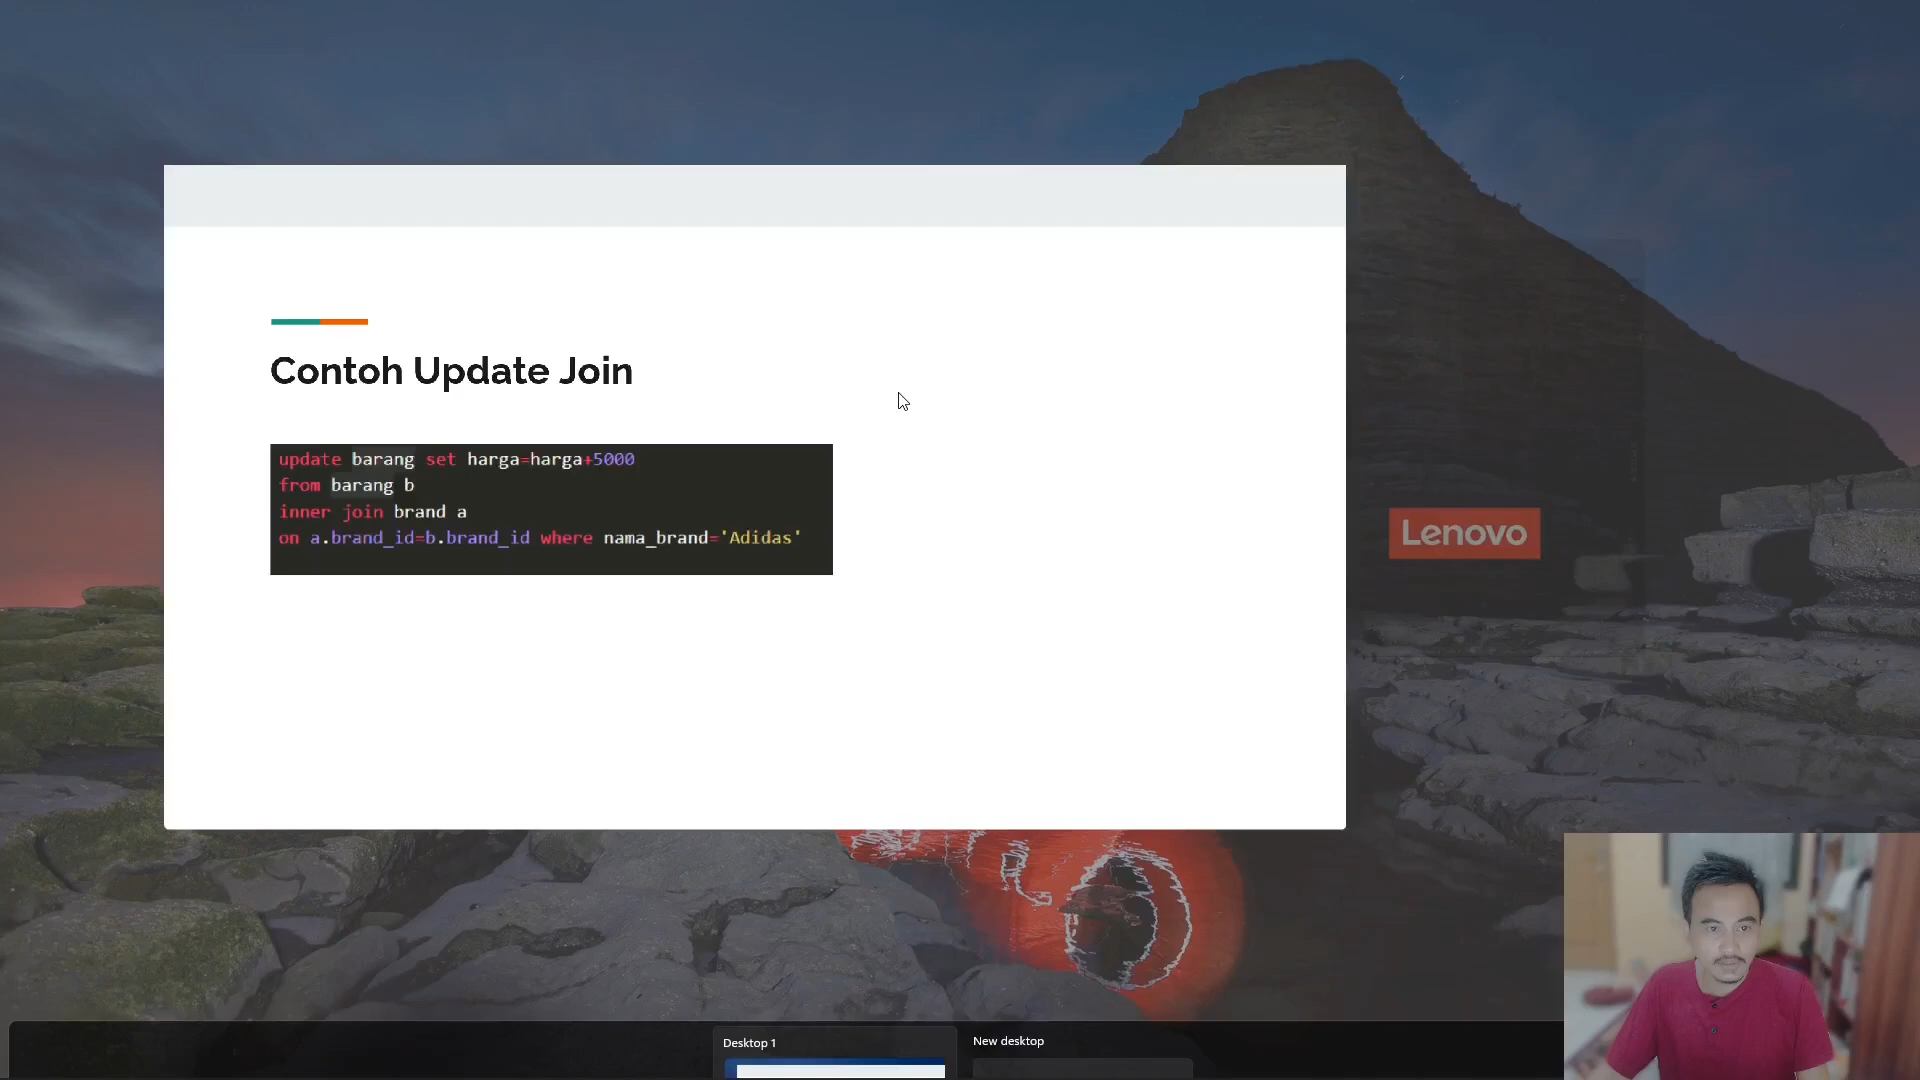 Contoh Update Join
update barang set harga=harga+5000
from barang b
inner join brand a
on a.brand_id=b.brand_id where nama_brand='Adidas'
Lenovo
Desktop 1
New desktop